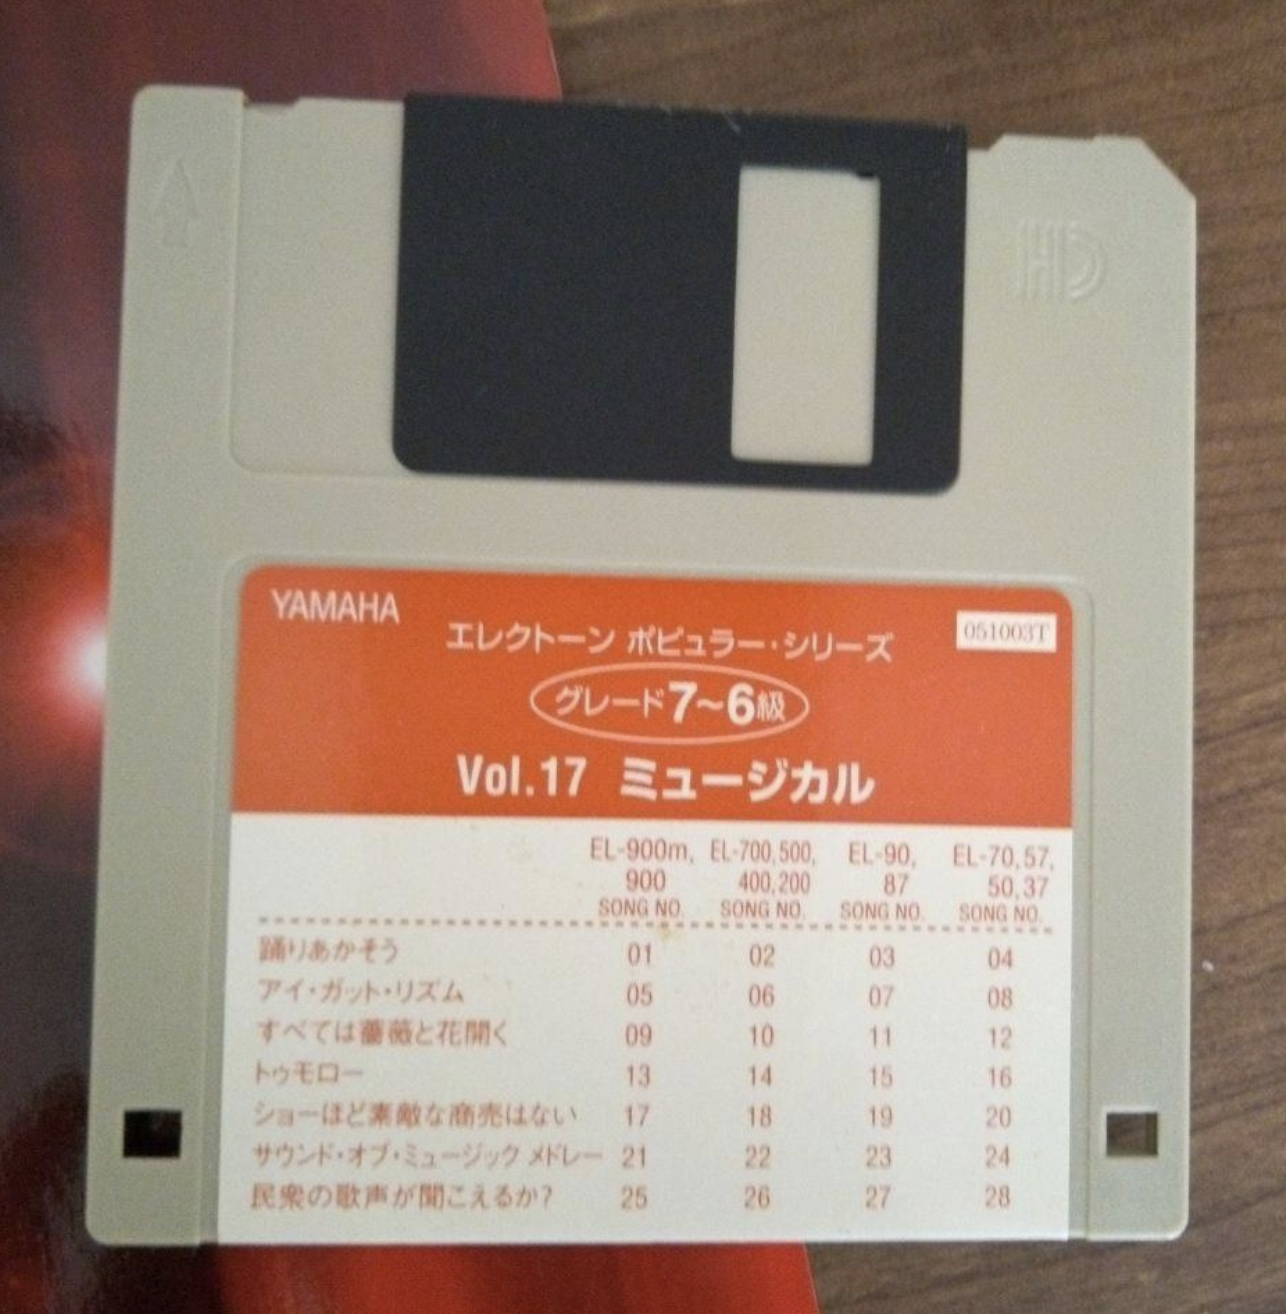 HD
YAMAHA
エレクトーン ポピュラー・シリーズ
051003T
グレード7~6級
Vol.17 ミュージカル
EL-900m, EL-700,500, EL-90, EL-70,57,
900 400,200 87 50,37
SONG NO. SONG NO. SONG NO. SONG NO.
踊りあかそう 01 02 03 04
アイ・ガット・リズム 05 06 07 08
すべては薔薇と花開く 09 10 11 12
トゥモロー 13 14 15 16
ショーほど素敵な商売はない 17 18 19 20
サウンド・オブ・ミュージック メドレー 21 22 23 24
民衆の歌声が聞こえるか? 25 26 27 28